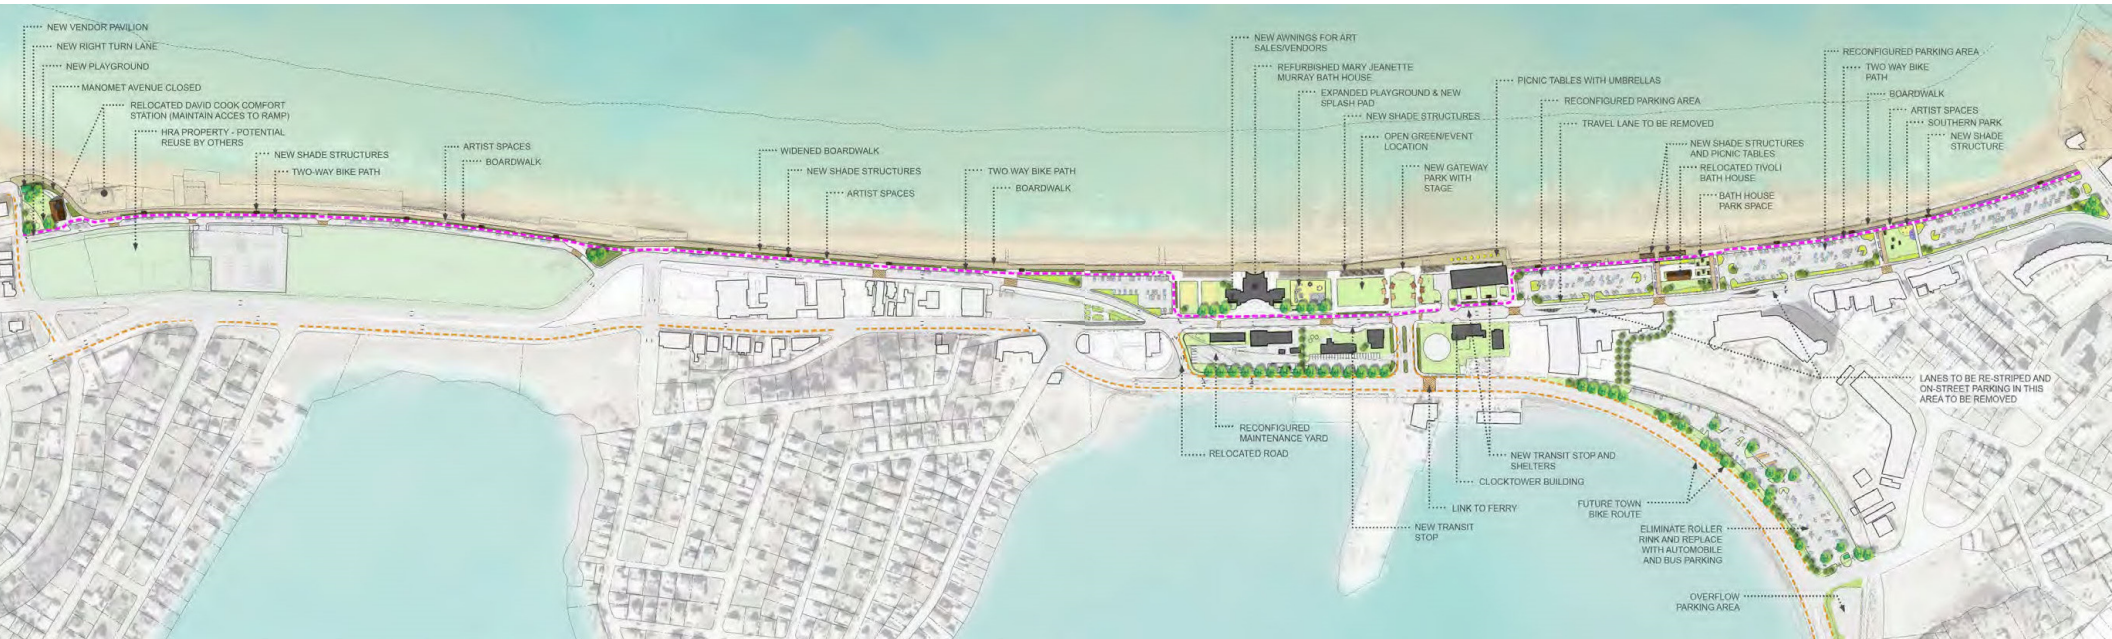 NEW VENDOR PAVILION
NEW RIGHT TURN LANE
NEW PLAYGROUND
MANOMET AVENUE CLOSED
RELOCATED DAVID COOK COMFORT
STATION (MAINTAIN ACCES TO RAMP)
HRA PROPERTY - POTENTIAL
REUSE BY OTHERS
NEW SHADE STRUCTURES
TWO-WAY BIKE PATH
ARTIST SPACES
BOARDWALK
WIDENED BOARDWALK
NEW SHADE STRUCTURES
ARTIST SPACES
TWO WAY BIKE PATH
BOARDWALK
NEW AWNINGS FOR ART
SALES/VENDORS
REFURBISHED MARY JEANETTE
MURRAY BATH HOUSE
EXPANDED PLAYGROUND & NEW
SPLASH PAD
NEW SHADE STRUCTURES
OPEN GREEN/EVENT
LOCATION
NEW GATEWAY
PARK WITH
STAGE
PICNIC TABLES WITH UMBRELLAS
RECONFIGURED PARKING AREA
TRAVEL LANE TO BE REMOVED
NEW SHADE STRUCTURES
AND PICNIC TABLES
RELOCATED TIVOLI
BATH HOUSE
BATH HOUSE
PARK SPACE
RECONFIGURED PARKING AREA
TWO WAY BIKE
PATH
BOARDWALK
ARTIST SPACES
SOUTHERN PARK
NEW SHADE
STRUCTURE
LANES TO BE RE-STRIPED AND
ON-STREET PARKING IN THIS
AREA TO BE REMOVED
RECONFIGURED
MAINTENANCE YARD
RELOCATED ROAD
NEW TRANSIT STOP AND
SHELTERS
CLOCKTOWER BUILDING
LINK TO FERRY
NEW TRANSIT
STOP
FUTURE TOWN
BIKE ROUTE
ELIMINATE ROLLER
RINK AND REPLACE
WITH AUTOMOBILE
AND BUS PARKING
OVERFLOW
PARKING AREA